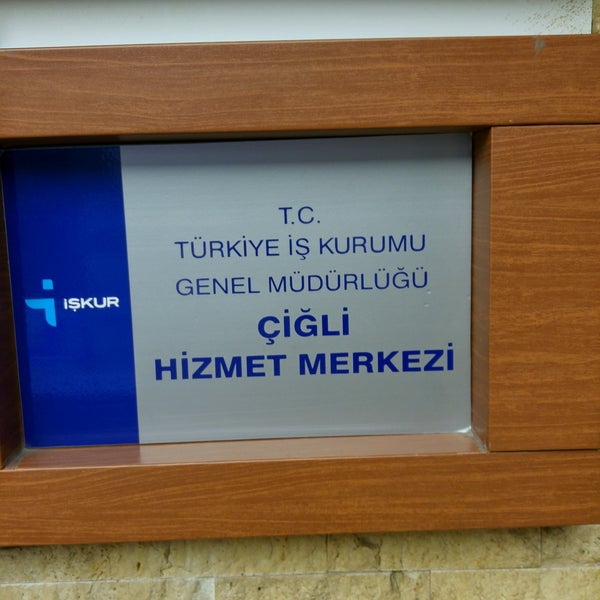 İŞKUR
T.C.
TÜRKİYE İŞ KURUMU
GENEL MÜDÜRLÜĞÜ
ÇİĞLİ
HİZMET MERKEZİ